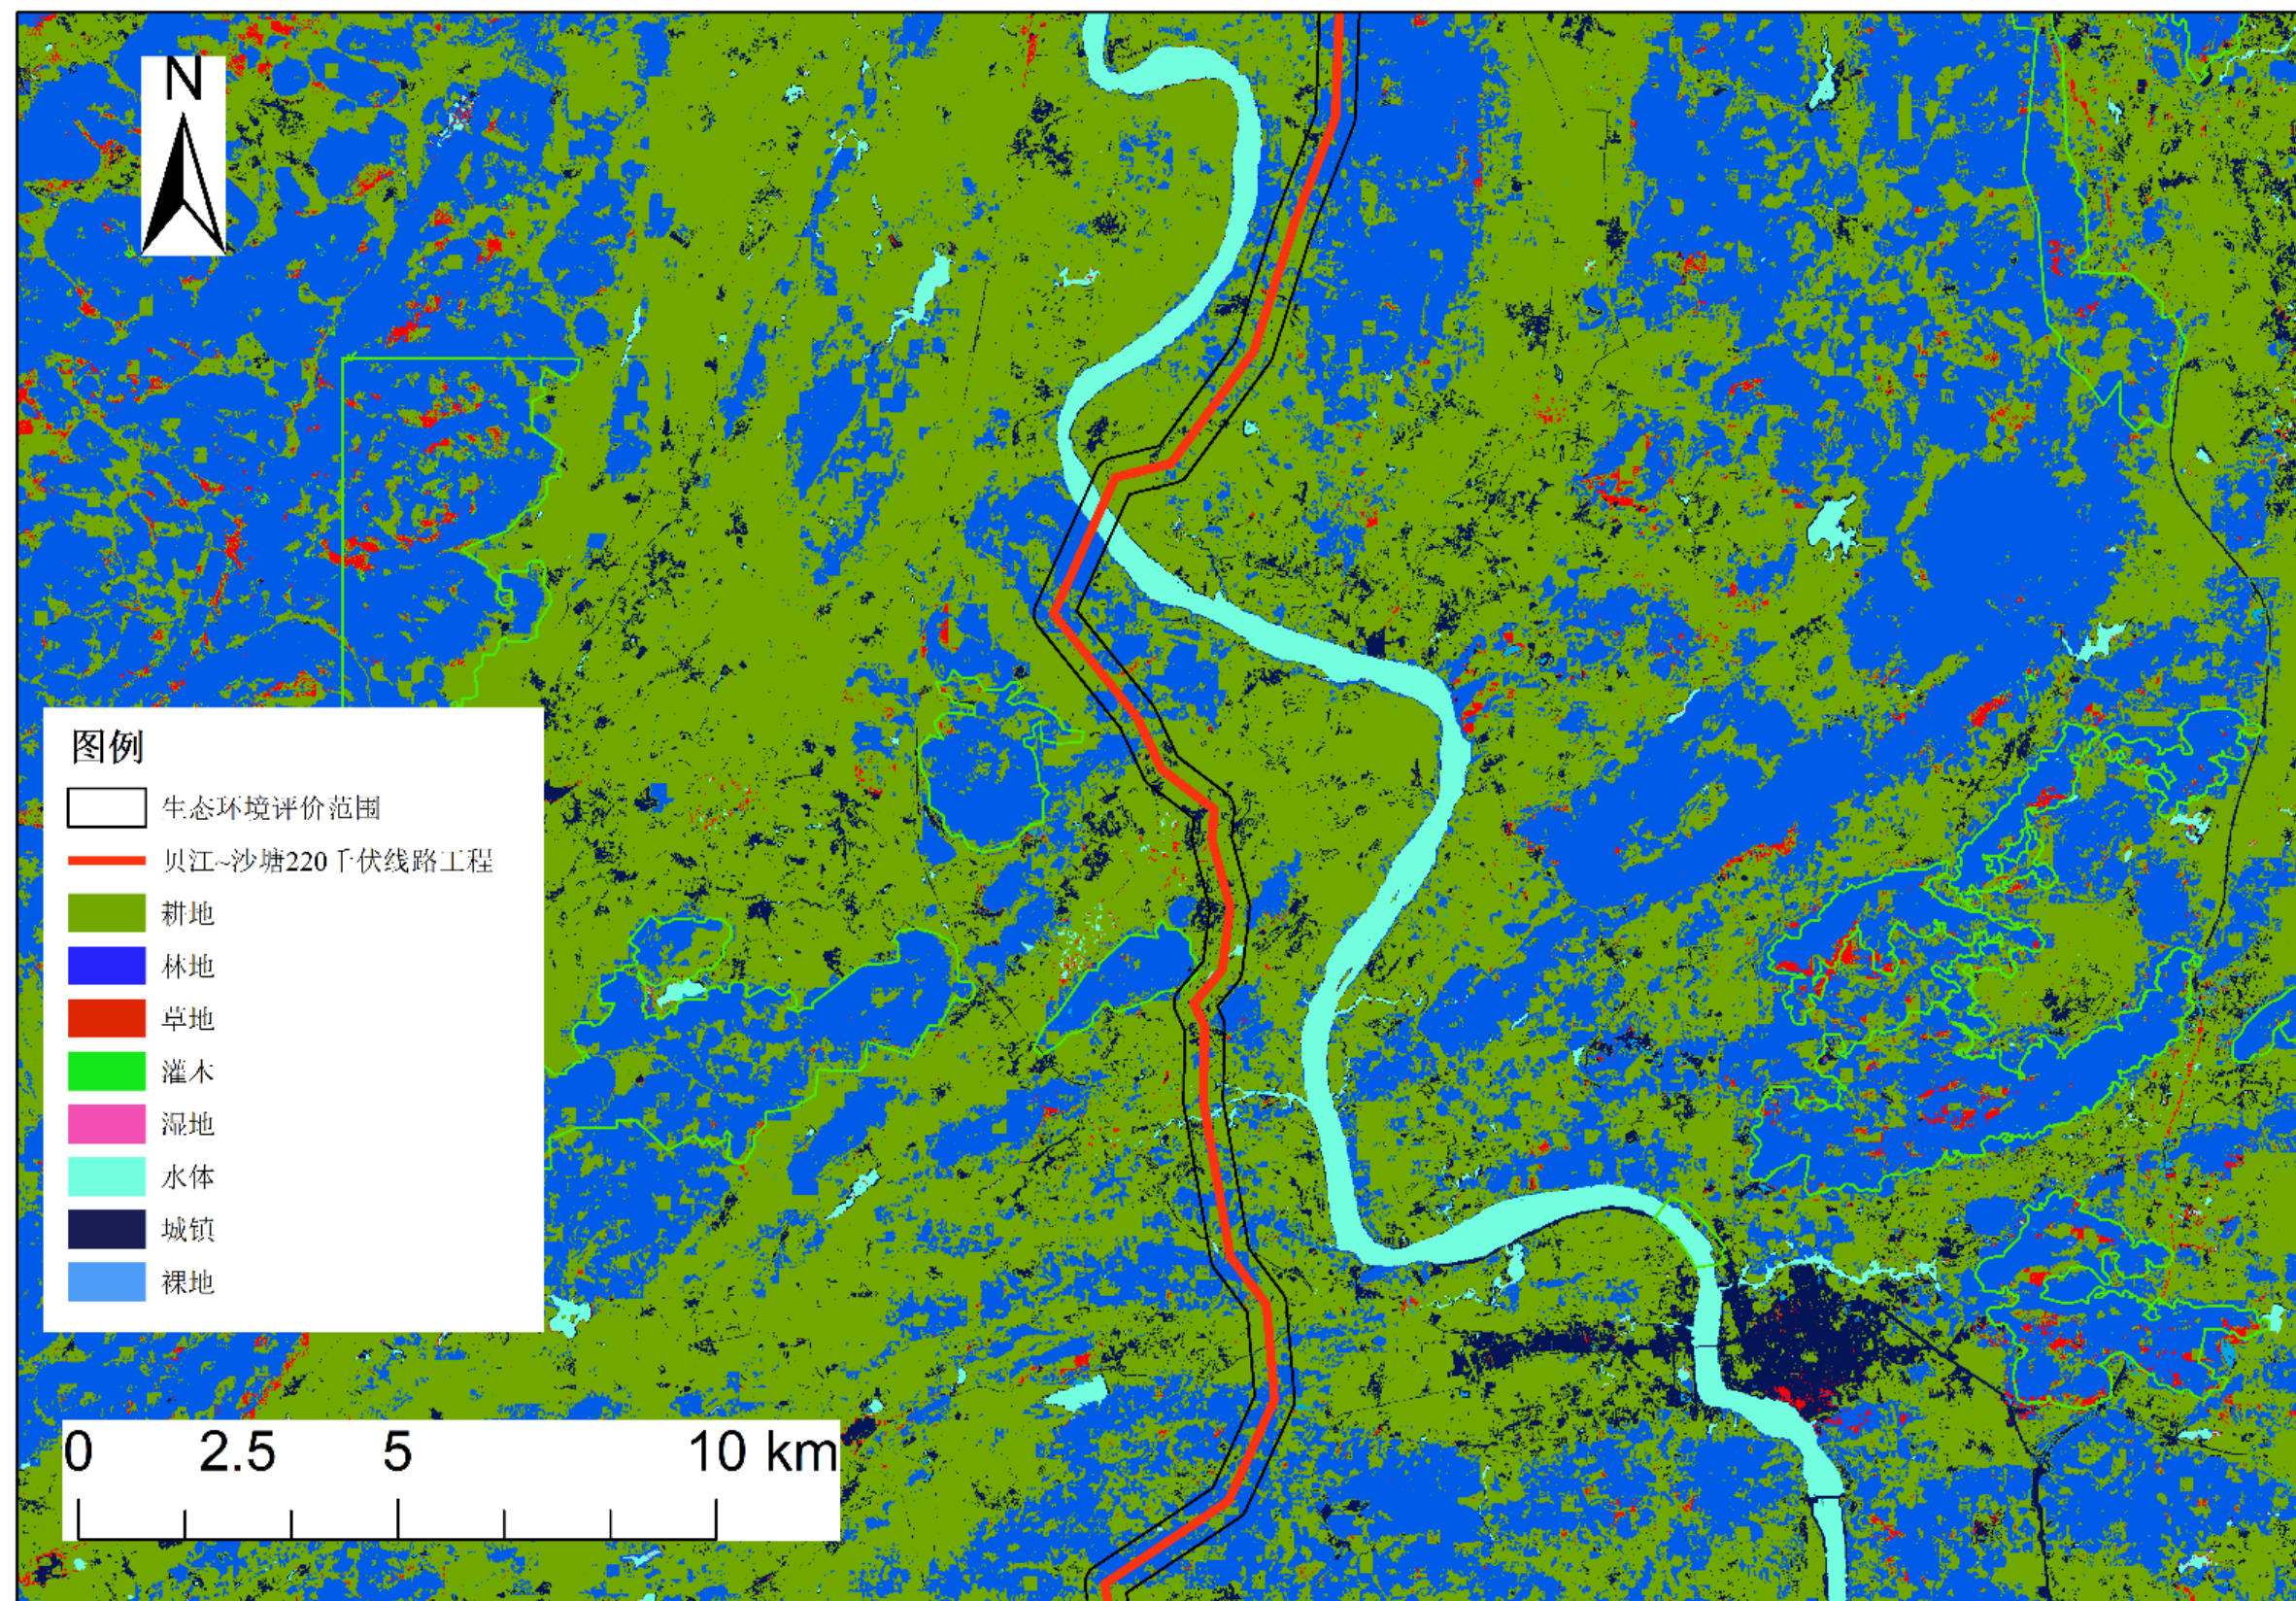 N
图例
生态环境评价范围
贝江~沙塘220千伏线路工程
耕地
林地
草地
灌木
湿地
水体
城镇
裸地
0 2.5 5 10 km